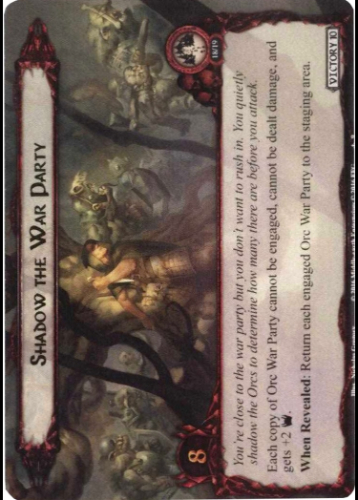 SHADOW THE WAR PARTY
18/19
8
You're close to the war party but you don't want to rush in. You quietly
shadow the Orcs to determine how many there are before you attack.
Each copy of Orc War Party cannot be engaged, cannot be dealt damage, and
gets +2
When Revealed: Return each engaged Orc War Party to the staging area.
VICTORY 10